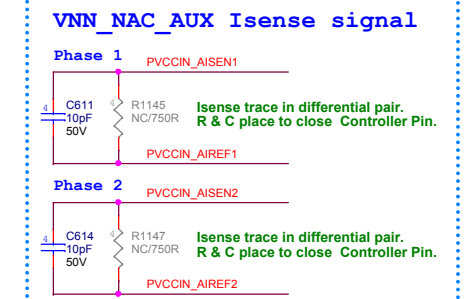 VNN_NAC_AUX Isense signal
Phase 1
PVCCIN_AISEN1
4 C611 4 R1145 Isense trace in differential pair.
10pF NC/750R R & C place to close Controller Pin.
50V
PVCCIN_AIREF1
Phase 2
PVCCIN_AISEN2
4 C614 4 R1147 Isense trace in differential pair.
10pF NC/750R R & C place to close Controller Pin.
50V
PVCCIN_AIREF2